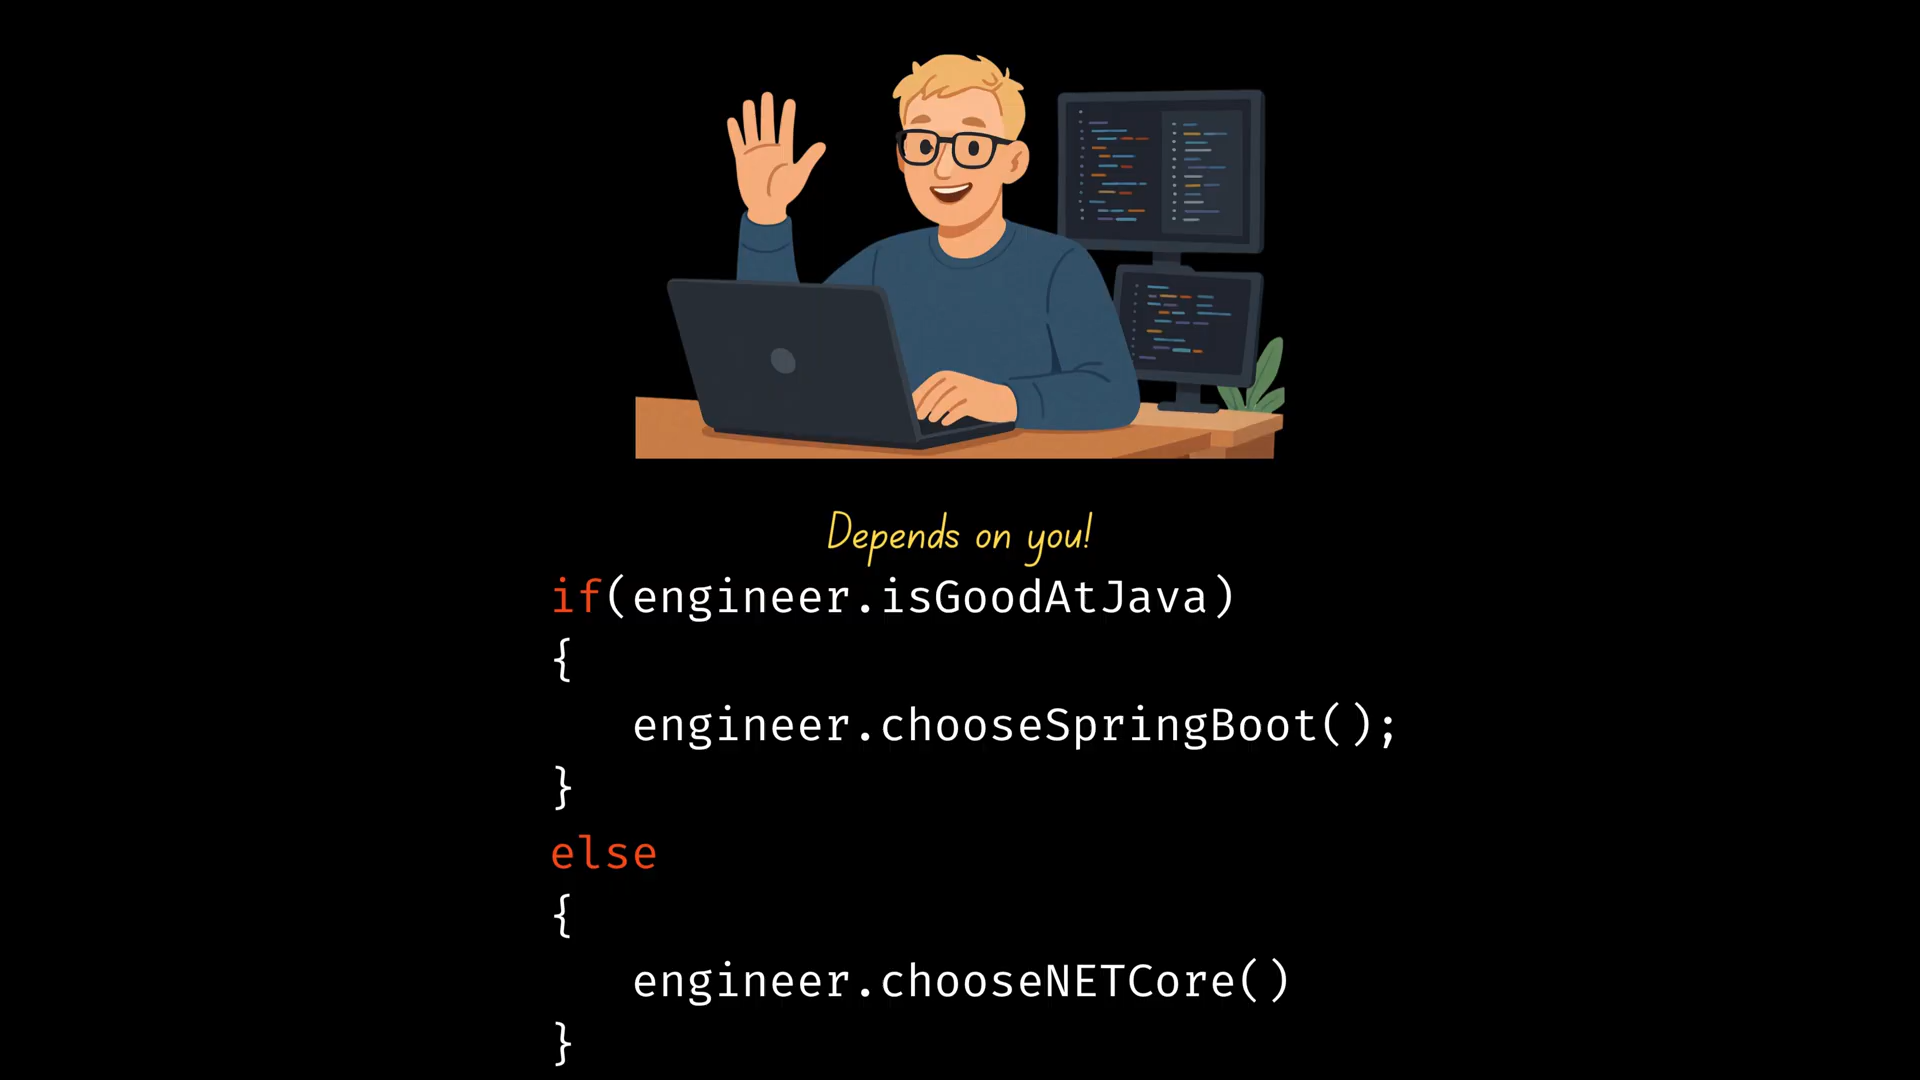 Depends on you!
if(engineer.isGoodAtJava)
{
engineer.chooseSpringBoot();
}
else
{
engineer.chooseNETCore()
}